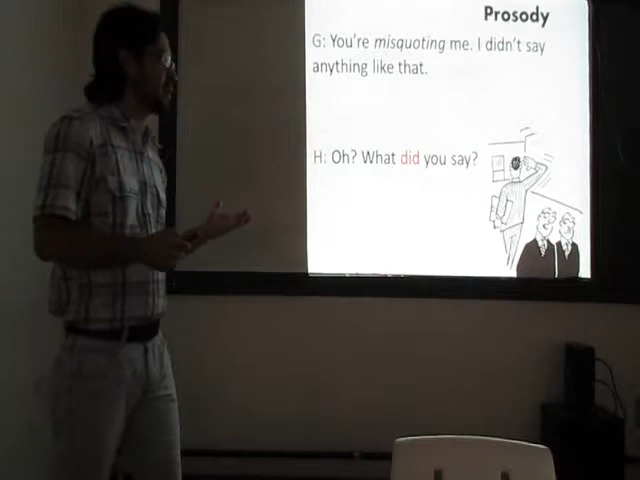 Prosody
G: You're misquoting me. I didn't say
anything like that.
H: Oh? What did you say?